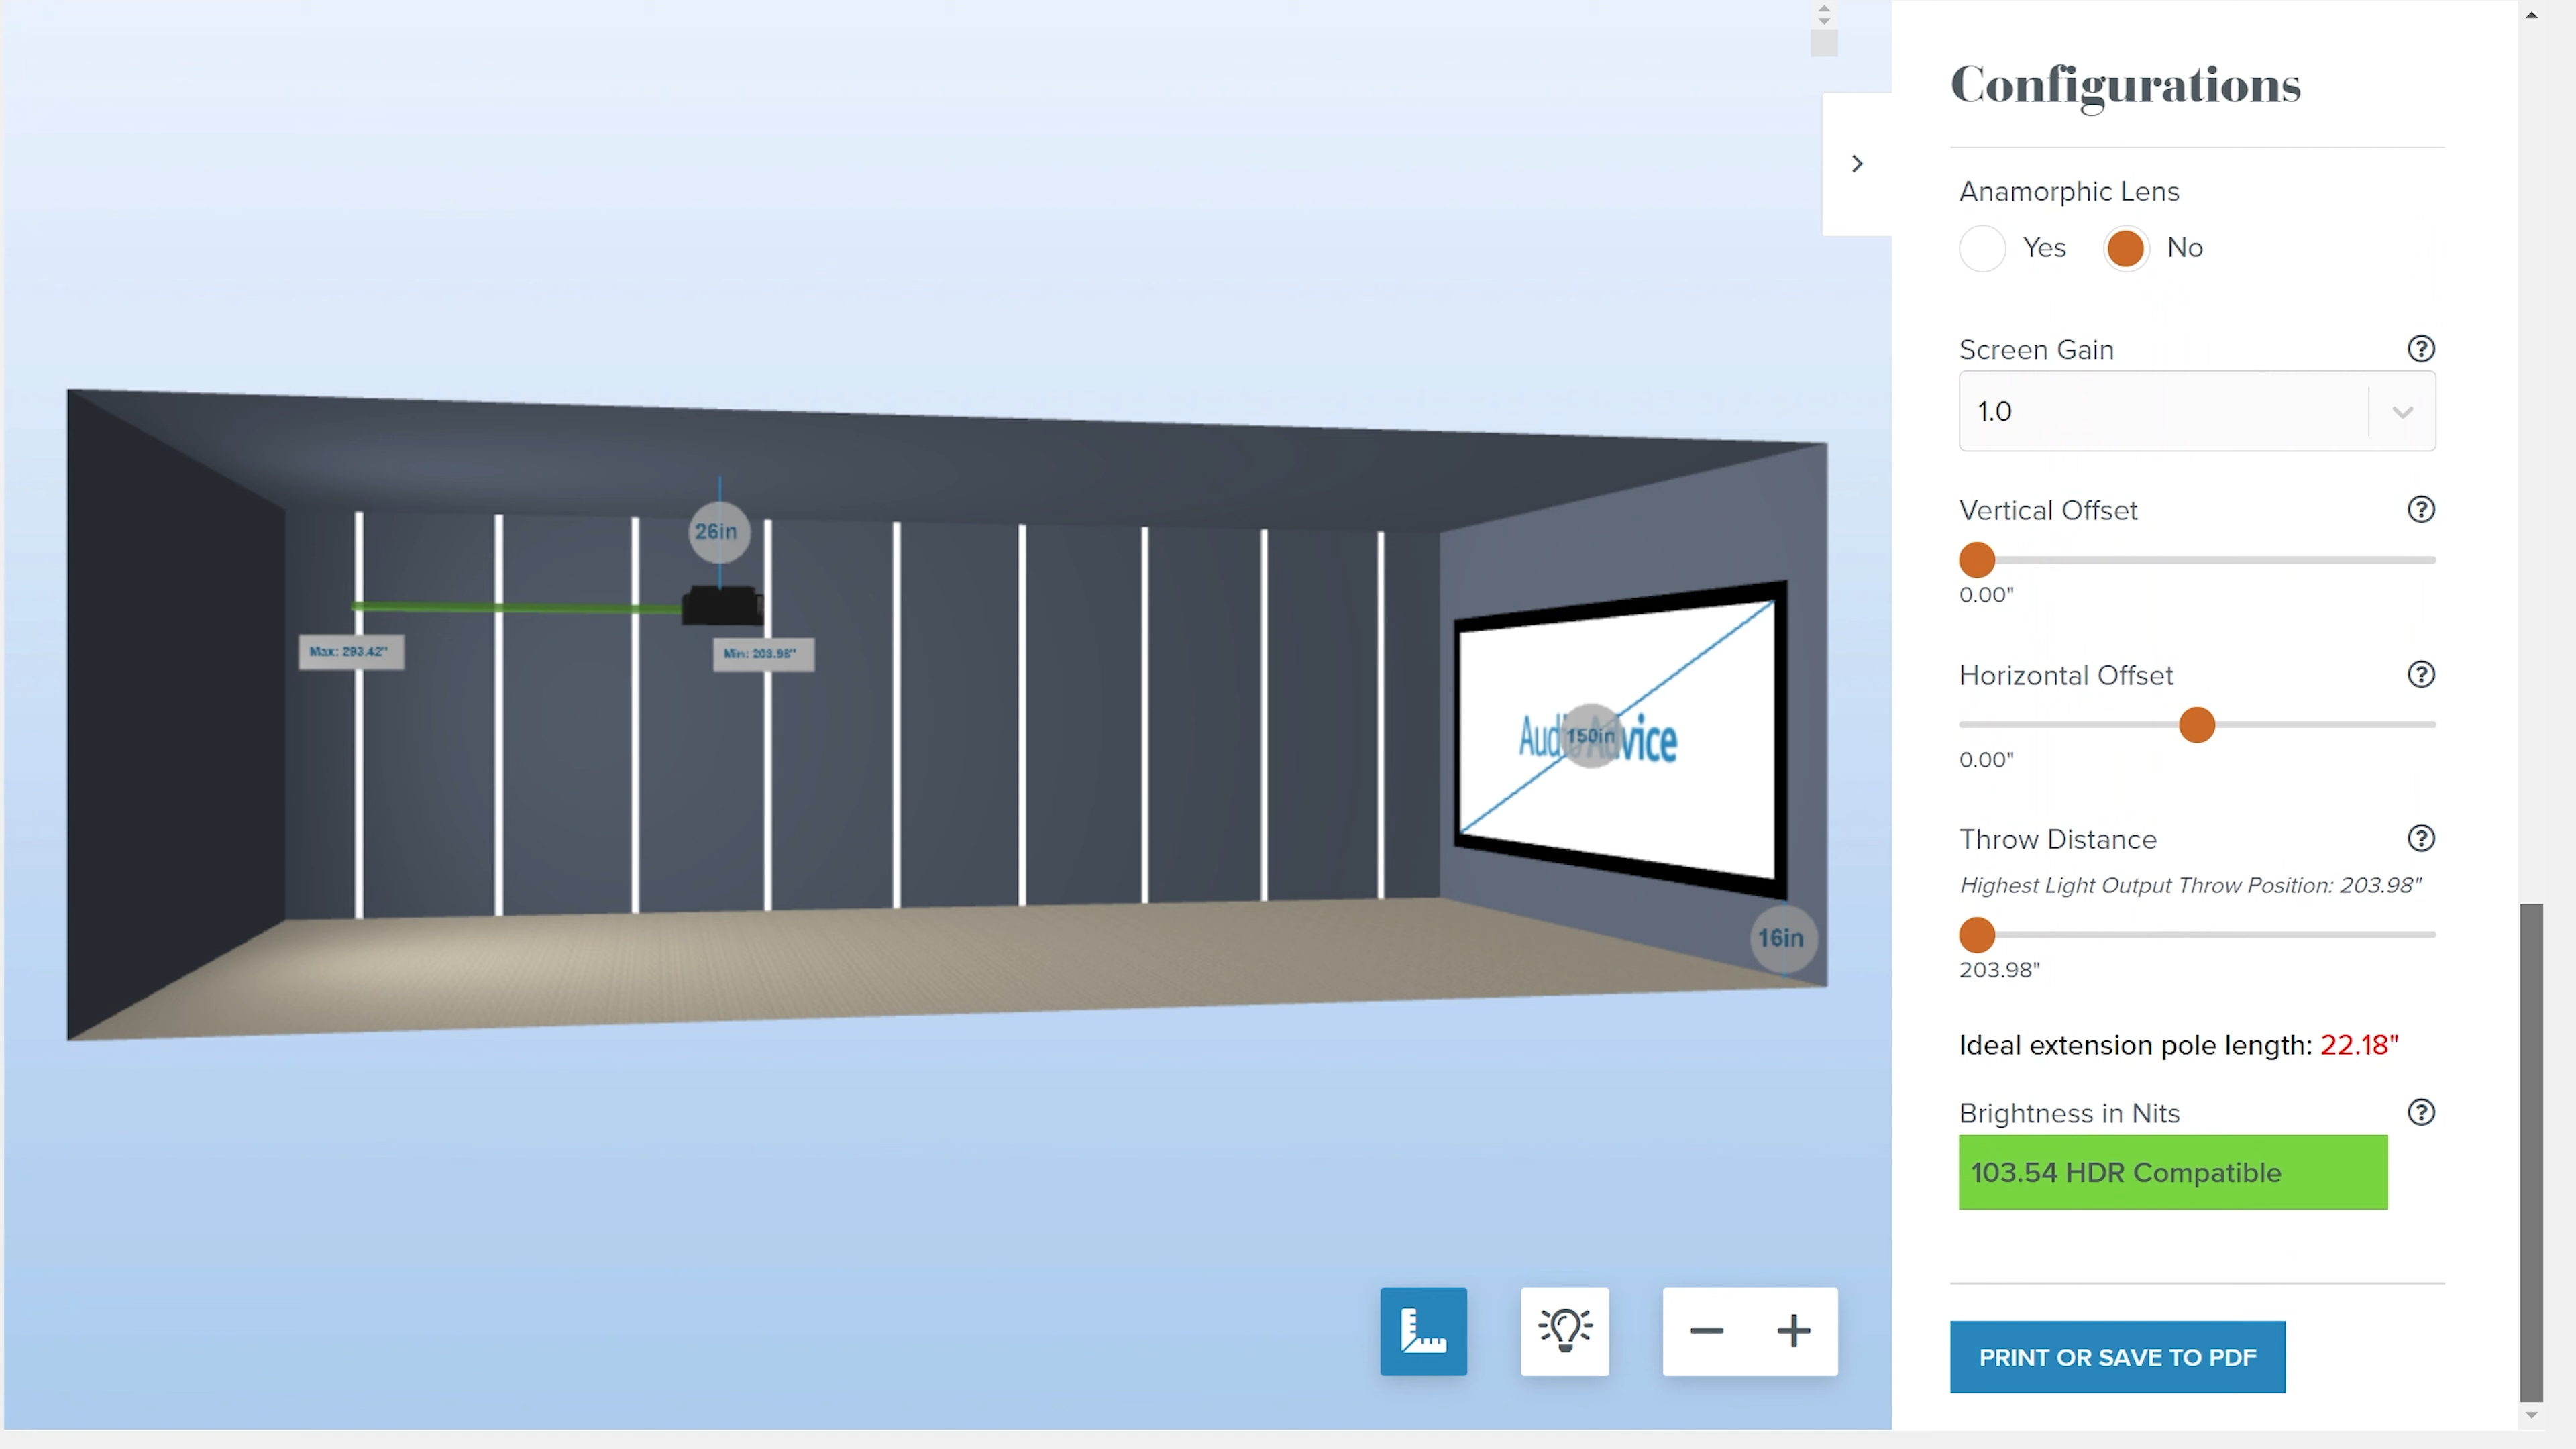 Configurations
Anamorphic Lens
Yes No
Screen Gain
1.0
Vertical Offset
0.00"
Horizontal Offset
0.00"
Throw Distance
Highest Light Output Throw Position: 203.98"
203.98"
Ideal extension pole length: 22.18"
Brightness in Nits
103.54 HDR Compatible
PRINT OR SAVE TO PDF
26in
Max: 293.42"
Min: 203.98"
150in
16in